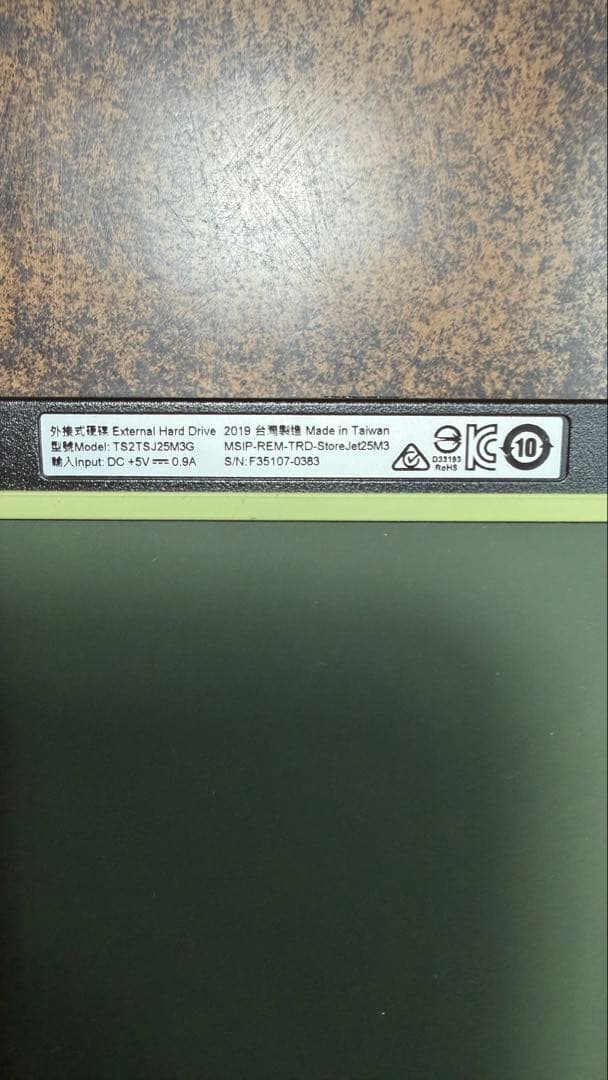 外接式硬碟 External Hard Drive 2019 台灣製造 Made in Taiwan
型號Model: TS2TSJ25M3G MSIP-REM-TRD-StoreJet25M3
輸入Input: DC +5V⎓0.9A S/N:F35107-0383
D33193
RoHS
10